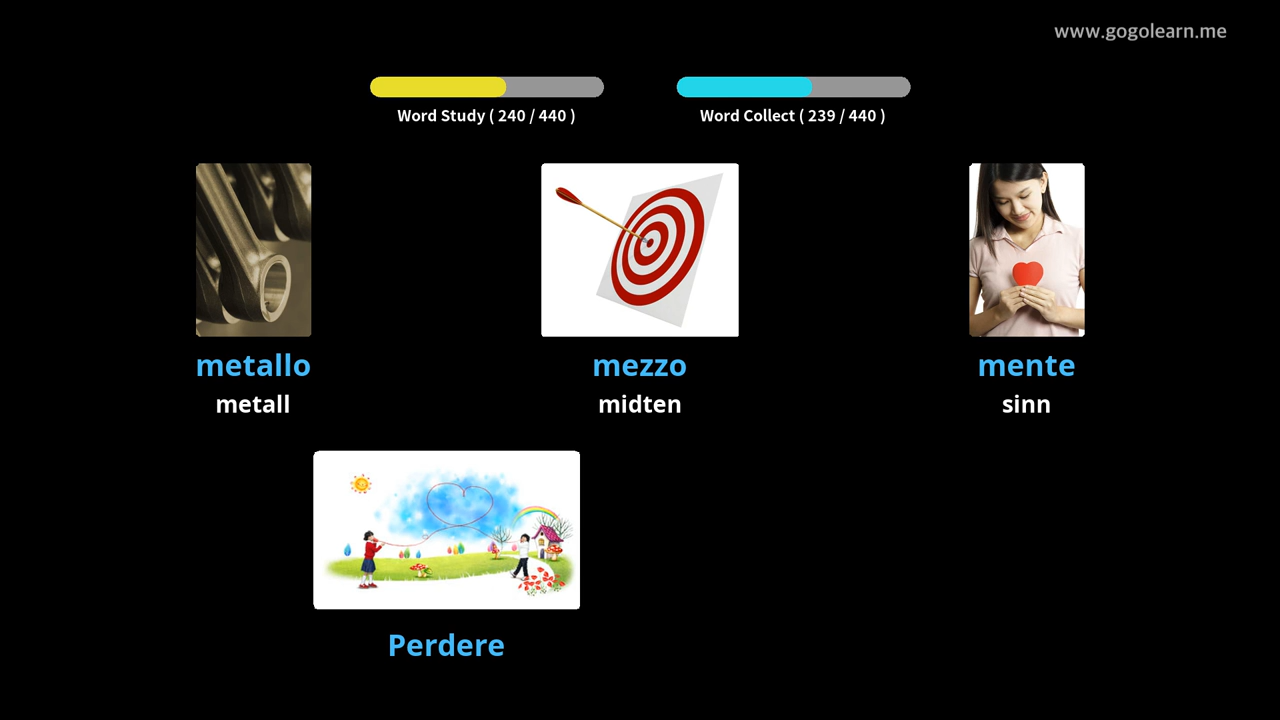 www.gogolearn.me
Word Study ( 240 / 440 )
Word Collect ( 239 / 440 )
metallo
mezzo
mente
metall
midten
sinn
Perdere